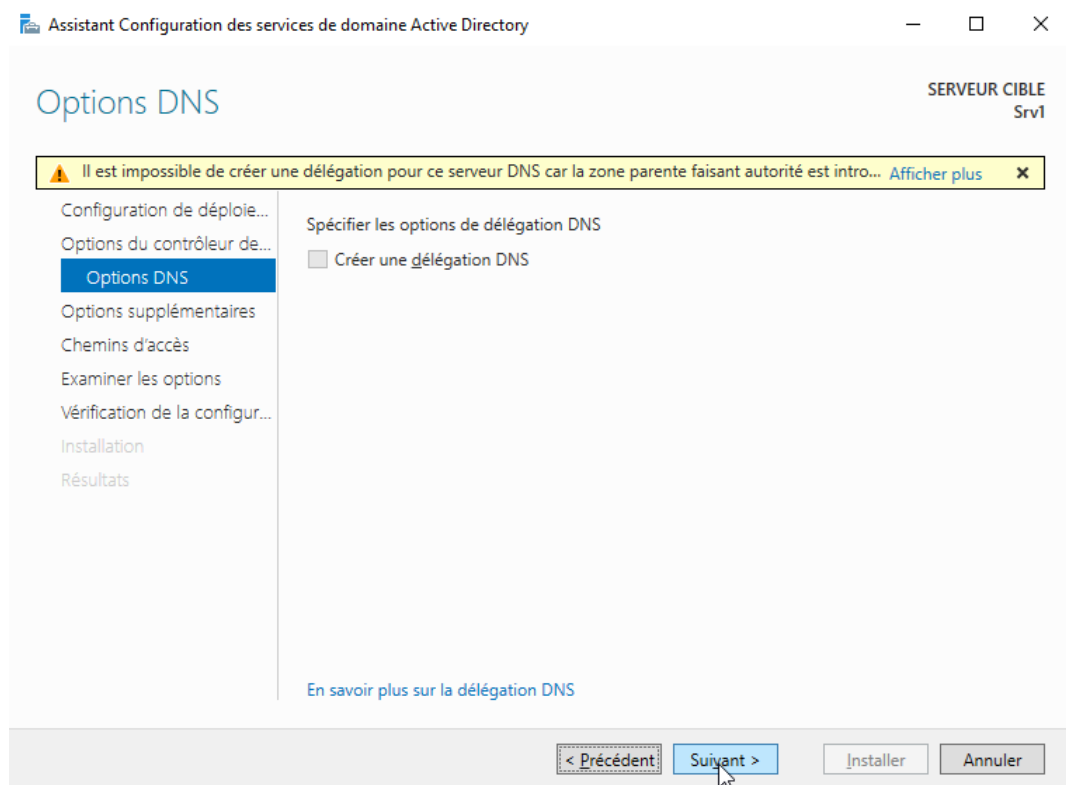 Assistant Configuration des services de domaine Active Directory
Options DNS
SERVEUR CIBLE
Srv1
Il est impossible de créer une délégation pour ce serveur DNS car la zone parente faisant autorité est intro... Afficher plus
Configuration de déploie...
Options du contrôleur de...
Options DNS
Options supplémentaires
Chemins d'accès
Examiner les options
Vérification de la configur...
Installation
Résultats
Spécifier les options de délégation DNS
Créer une délégation DNS
En savoir plus sur la délégation DNS
< Précédent Suivant > Installer Annuler